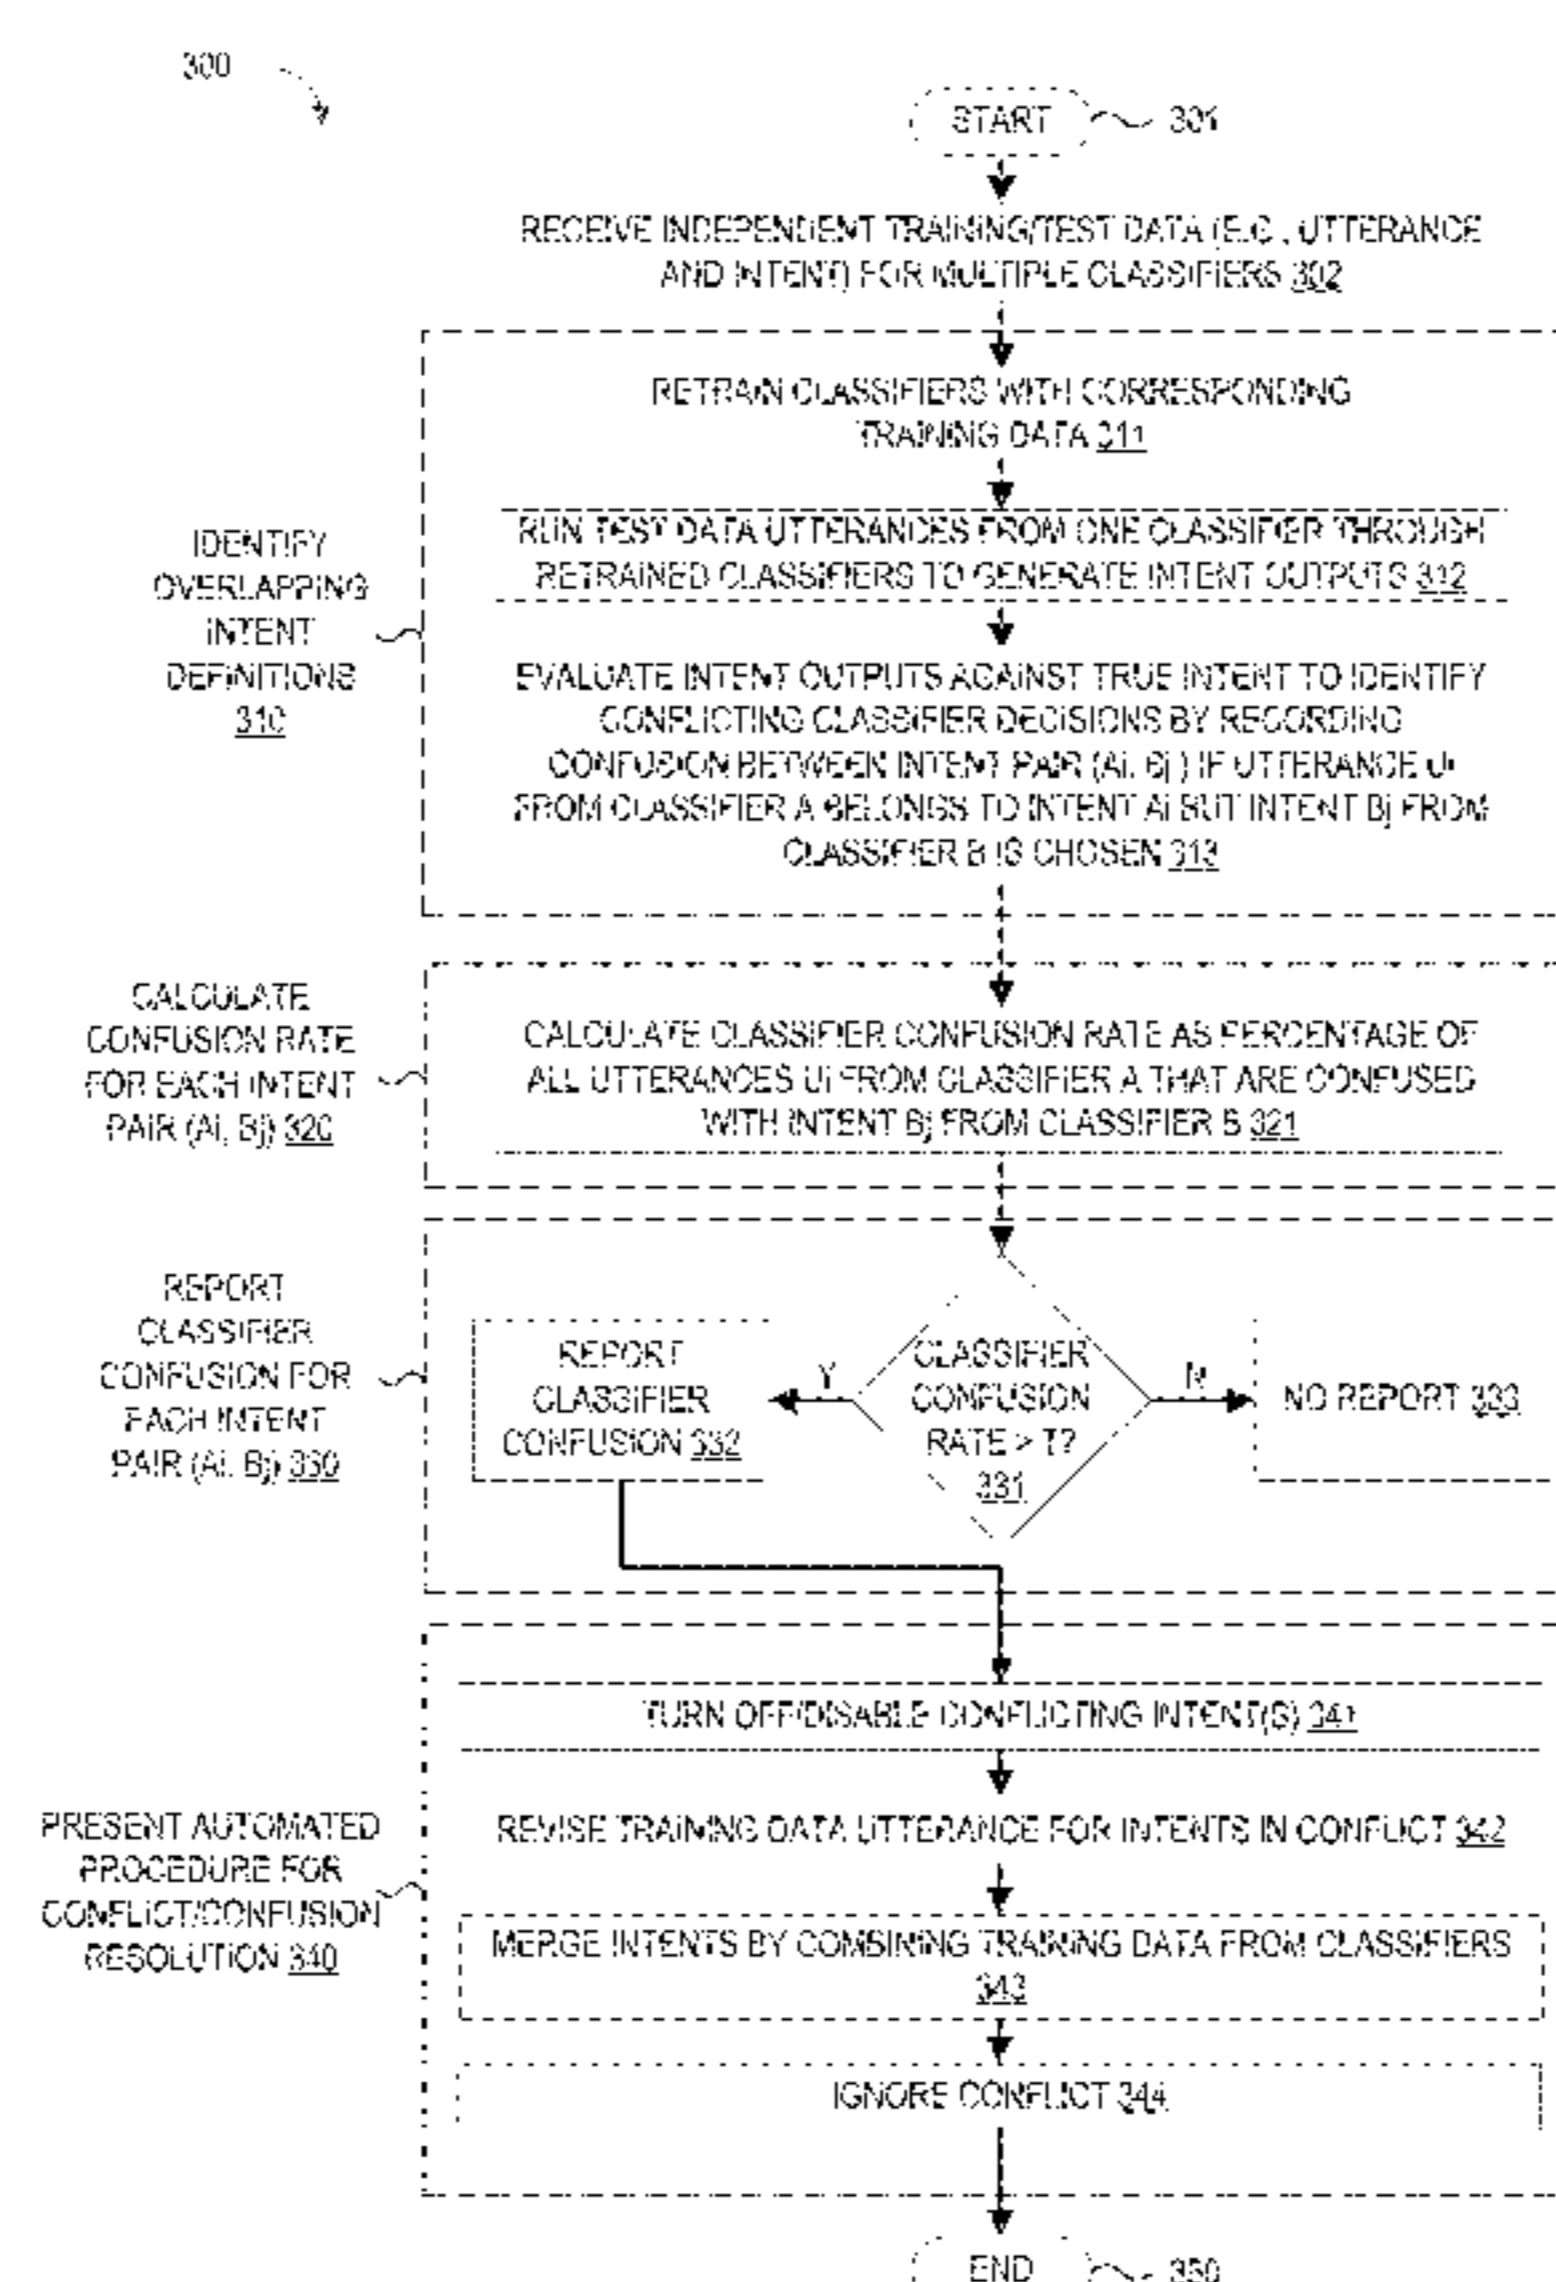 300
START 301
RECEIVE INDEPENDENT TRAINING/TEST DATA (E.G., UTTERANCE
AND INTENT) FOR MULTIPLE CLASSIFIERS 302
IDENTIFY
OVERLAPPING
INTENT
DEFINITIONS
310
RETRAIN CLASSIFIERS WITH CORRESPONDING
TRAINING DATA 311
RUN TEST DATA UTTERANCES FROM ONE CLASSIFIER THROUGH
RETRAINED CLASSIFIERS TO GENERATE INTENT OUTPUTS 312
EVALUATE INTENT OUTPUTS AGAINST TRUE INTENT TO IDENTIFY
CONFLICTING CLASSIFIER DECISIONS BY RECORDING
CONFUSION BETWEEN INTENT PAIR (Ai, Bj) IF UTTERANCE Ui
FROM CLASSIFIER A BELONGS TO INTENT Ai BUT INTENT Bj FROM
CLASSIFIER B IS CHOSEN 313
CALCULATE
CONFUSION RATE
FOR EACH INTENT
PAIR (Ai, Bj) 320
CALCULATE CLASSIFIER CONFUSION RATE AS PERCENTAGE OF
ALL UTTERANCES Ui FROM CLASSIFIER A THAT ARE CONFUSED
WITH INTENT Bj FROM CLASSIFIER B 321
REPORT
CLASSIFIER
CONFUSION FOR
EACH INTENT
PAIR (Ai, Bj) 330
REPORT
CLASSIFIER
CONFUSION 332
Y
CLASSIFIER
CONFUSION
RATE > T?
331
N
NO REPORT 333
PRESENT AUTOMATED
PROCEDURE FOR
CONFLICT/CONFUSION
RESOLUTION 340
TURN OFF/DISABLE CONFLICTING INTENT(S) 341
REVISE TRAINING DATA UTTERANCE FOR INTENTS IN CONFLICT 342
MERGE INTENTS BY COMBINING TRAINING DATA FROM CLASSIFIERS
343
IGNORE CONFLICT 344
END 350